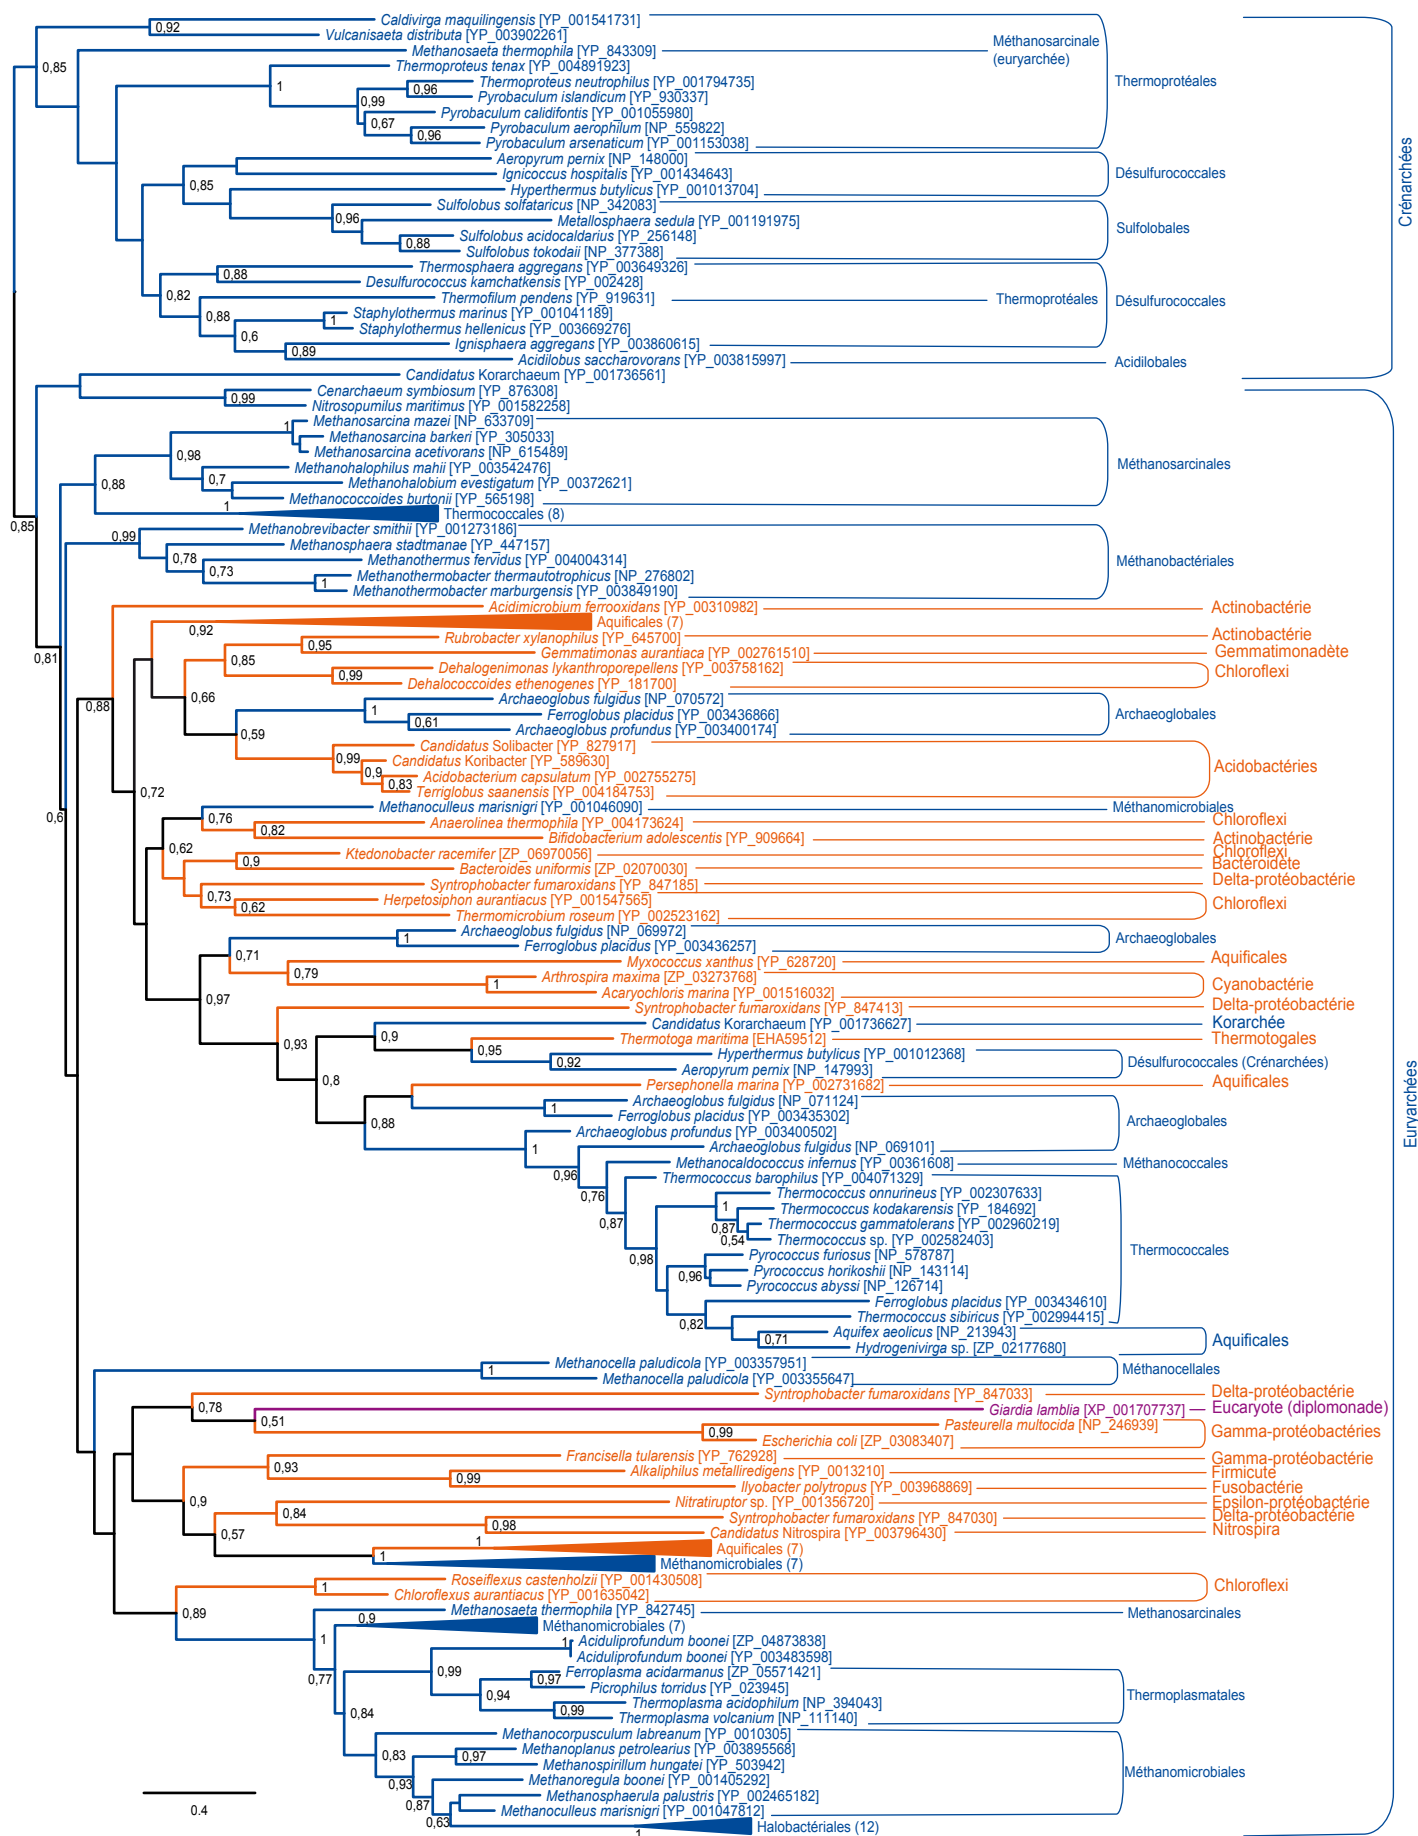 Caldivirga maquilingensis [YP_001541731]
0,92
Vulcanisaeta distributa [YP_003902261]
Methanosaeta thermophila [YP_843309]
Méthanosarcinale
(euryarchée)
0,85
Thermoproteus tenax [YP_004891923]
Thermoproteus neutrophilus [YP_001794735]
Thermoprotéales
1
0,96
Pyrobaculum islandicum [YP_930337]
0,99
Pyrobaculum calidifontis [YP_001055980]
0,67
Pyrobaculum aerophilum [NP_559822]
0,96
Pyrobaculum arsenaticum [YP_001153038]
Aeropyrum pernix [NP_148000]
Ignicoccus hospitalis [YP_001434643]
Désulfurococcales
0,85
Hyperthermus butylicus [YP_001013704]
Crénarchées
Sulfolobus solfataricus [NP_342083]
0,96
Metallosphaera sedula [YP_001191975]
Sulfolobales
Sulfolobus acidocaldarius [YP_256148]
0,88
Sulfolobus tokodaii [NP_377388]
Thermosphaera aggregans [YP_003649326]
0,88
Desulfurococcus kamchatkensis [YP_002428]
0,82
Thermofilum pendens [YP_919631]
Thermoprotéales
Désulfurococcales
0,88
Staphylothermus marinus [YP_001041189]
1
Staphylothermus hellenicus [YP_003669276]
0,6
Ignisphaera aggregans [YP_003860615]
0,89
Acidilobus saccharovorans [YP_003815997]
Acidilobales
Candidatus Korarchaeum [YP_001736561]
Cenarchaeum symbiosum [YP_876308]
0,99
Nitrosopumilus maritimus [YP_001582258]
Methanosarcina mazei [NP_633709]
1
Methanosarcina barkeri [YP_305033]
Methanosarcina acetivorans [NP_615489]
0,98
Methanohalophilus mahii [YP_003542476]
Méthanosarcinales
0,7
Methanohalobium evestigatum [YP_00372621]
0,88
Methanococcoides burtonii [YP_565198]
1
Thermococcales (8)
0,85
Methanobrevibacter smithii [YP_001273186]
0,99
Methanosphaera stadtmanae [YP_447157]
0,78
Methanothermus fervidus [YP_004004314]
Méthanobactériales
0,73
Methanothermobacter thermautotrophicus [NP_276802]
1
Methanothermobacter marburgensis [YP_003849190]
Acidimicrobium ferrooxidans [YP_00310982]
Actinobactérie
0,92
Aquificales (7)
Rubrobacter xylanophilus [YP_645700]
Actinobactérie
0,95
Gemmatimonas aurantiaca [YP_002761510]
Gemmatimonadète
0,81
0,85
Dehalogenimonas lykanthroporepellens [YP_003758162]
Chloroflexi
0,99
Dehalococcoides ethenogenes [YP_181700]
0,66
Archaeoglobus fulgidus [NP_070572]
0,88
1
Ferroglobus placidus [YP_003436866]
Archaeoglobales
0,61
Archaeoglobus profundus [YP_003400174]
0,59
Candidatus Solibacter [YP_827917]
0,99
Candidatus Koribacter [YP_589630]
Acidobactéries
0,9
Acidobacterium capsulatum [YP_002755275]
0,83
Terriglobus saanensis [YP_004184753]
0,72
Methanoculleus marisnigri [YP_001046090]
Méthanomicrobiales
0,6
0,76
Anaerolinea thermophila [YP_004173624]
Chloroflexi
0,82
Bifidobacterium adolescentis [YP_909664]
Actinobactérie
0,62
Ktedonobacter racemifer [ZP_06970056]
Chloroflexi
0,9
Bacteroides uniformis [ZP_02070030]
Bactéroidète
Syntrophobacter fumaroxidans [YP_847185]
Delta-protéobactérie
0,73
Herpetosiphon aurantiacus [YP_001547565]
Chloroflexi
0,62
Thermomicrobium roseum [YP_002523162]
Archaeoglobus fulgidus [NP_069972]
1
Archaeoglobales
Ferroglobus placidus [YP_003436257]
0,71
Myxococcus xanthus [YP_628720]
Aquificales
0,79
Arthrospira maxima [ZP_03273768]
1
Cyanobactérie
Acaryochloris marina [YP_001516032]
0,97
Syntrophobacter fumaroxidans [YP_847413]
Delta-protéobactérie
Candidatus Korarchaeum [YP_001736627]
Korarchée
0,9
Thermotoga maritima [EHA59512]
Thermotogales
0,93
0,95
Hyperthermus butylicus [YP_001012368]
0,92
Désulfurococcales (Crénarchées)
Aeropyrum pernix [NP_147993]
0,8
Persephonella marina [YP_002731682]
Aquificales
Archaeoglobus fulgidus [NP_071124]
1
Ferroglobus placidus [YP_003435302]
0,88
Archaeoglobales
Archaeoglobus profundus [YP_003400502]
1
Archaeoglobus fulgidus [NP_069101]
Euryarchées
Methanocaldococcus infernus [YP_00361608]
Méthanococcales
0,96
Thermococcus barophilus [YP_004071329]
0,76
Thermococcus onnurineus [YP_002307633]
1
Thermococcus kodakarensis [YP_184692]
0,87
0,87
Thermococcus gammatolerans [YP_002960219]
0,54
Thermococcus sp. [YP_002582403]
Thermococcales
0,98
Pyrococcus furiosus [NP_578787]
0,96
Pyrococcus horikoshii [NP_143114]
Pyrococcus abyssi [NP_126714]
Ferroglobus placidus [YP_003434610]
0,82
Thermococcus sibiricus [YP_002994415]
Aquifex aeolicus [NP_213943]
0,71
Aquificales
Hydrogenivirga sp. [ZP_02177680]
Methanocella paludicola [YP_003357951]
1
Méthanocellales
Methanocella paludicola [YP_003355647]
Syntrophobacter fumaroxidans [YP_847033]
Delta-protéobactérie
0,78
Giardia lamblia [XP_001707737]
Eucaryote (diplomonade)
0,51
Pasteurella multocida [NP_246939]
0,99
Gamma-protéobactéries
Escherichia coli [ZP_03083407]
Francisella tularensis [YP_762928]
Gamma-protéobactérie
0,93
Alkaliphilus metalliredigens [YP_0013210]
Firmicute
0,99
Ilyobacter polytropus [YP_003968869]
Fusobactérie
0,9
Nitratiruptor sp. [YP_001356720]
Epsilon-protéobactérie
0,84
Syntrophobacter fumaroxidans [YP_847030]
Delta-protéobactérie
0,98
Candidatus Nitrospira [YP_003796430]
Nitrospira
0,57
1
Aquificales (7)
1
Méthanomicrobiales (7)
Roseiflexus castenholzii [YP_001430508]
1
Chloroflexi
Chloroflexus aurantiacus [YP_001635042]
0,89
Methanosaeta thermophila [YP_842745]
Methanosarcinales
0,9
Méthanomicrobiales (7)
1
1
Aciduliprofundum boonei [ZP_04873838]
Aciduliprofundum boonei [YP_003483598]
0,77
0,99
Ferroplasma acidarmanus [ZP_05571421]
0,97
Picrophilus torridus [YP_023945]
0,94
Thermoplasmatales
Thermoplasma acidophilum [NP_394043]
0,99
0,84
Thermoplasma volcanium [NP_111140]
Methanocorpusculum labreanum [YP_0010305]
Methanoplanus petrolearius [YP_003895568]
0,83
0,97
Methanospirillum hungatei [YP_503942]
Méthanomicrobiales
0,93
Methanoregula boonei [YP_001405292]
Methanosphaerula palustris [YP_002465182]
0,87
Methanoculleus marisnigri [YP_001047812]
0.4
0,63
1
Halobactériales (12)